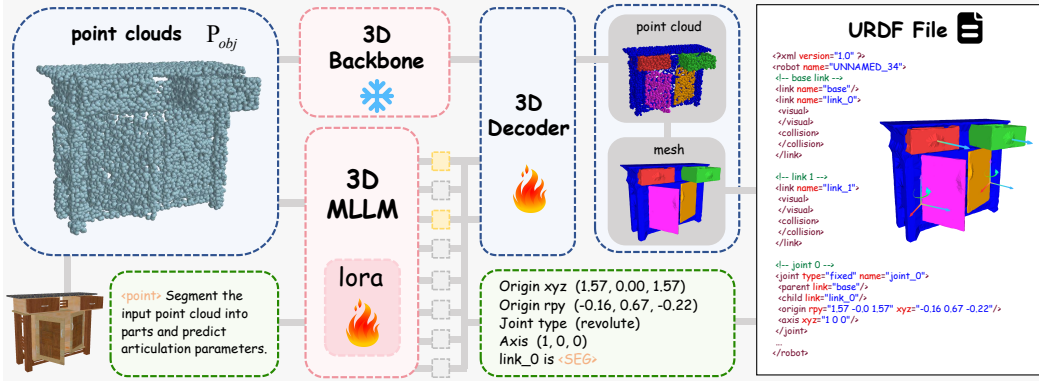 point clouds P_obj
3D
Backbone
3D
MLLM
lora
3D
Decoder
point cloud
mesh
<point> Segment the
input point cloud into
parts and predict
articulation parameters.
Origin xyz (1.57, 0.00, 1.57)
Origin rpy (-0.16, 0.67, -0.22)
Joint type (revolute)
Axis (1, 0, 0)
link_0 is <SEG>
URDF File
<?xml version="1.0" ?>
<robot name="UNNAMED_34">
<!-- base link -->
<link name="base"/>
<link name="link_0">
<visual>
</visual>
<collision>
</collision>
</link>
<!-- link 1 -->
<link name="link_1">
<visual>
</visual>
<collision>
</collision>
</link>
<!-- joint 0 -->
<joint type="fixed" name="joint_0">
<parent link="base"/>
<child link="link_0"/>
<origin rpy="1.57 -0.0 1.57" xyz="-0.16 0.67 -0.22"/>
<axis xyz="1 0 0"/>
</joint>
...
</robot>